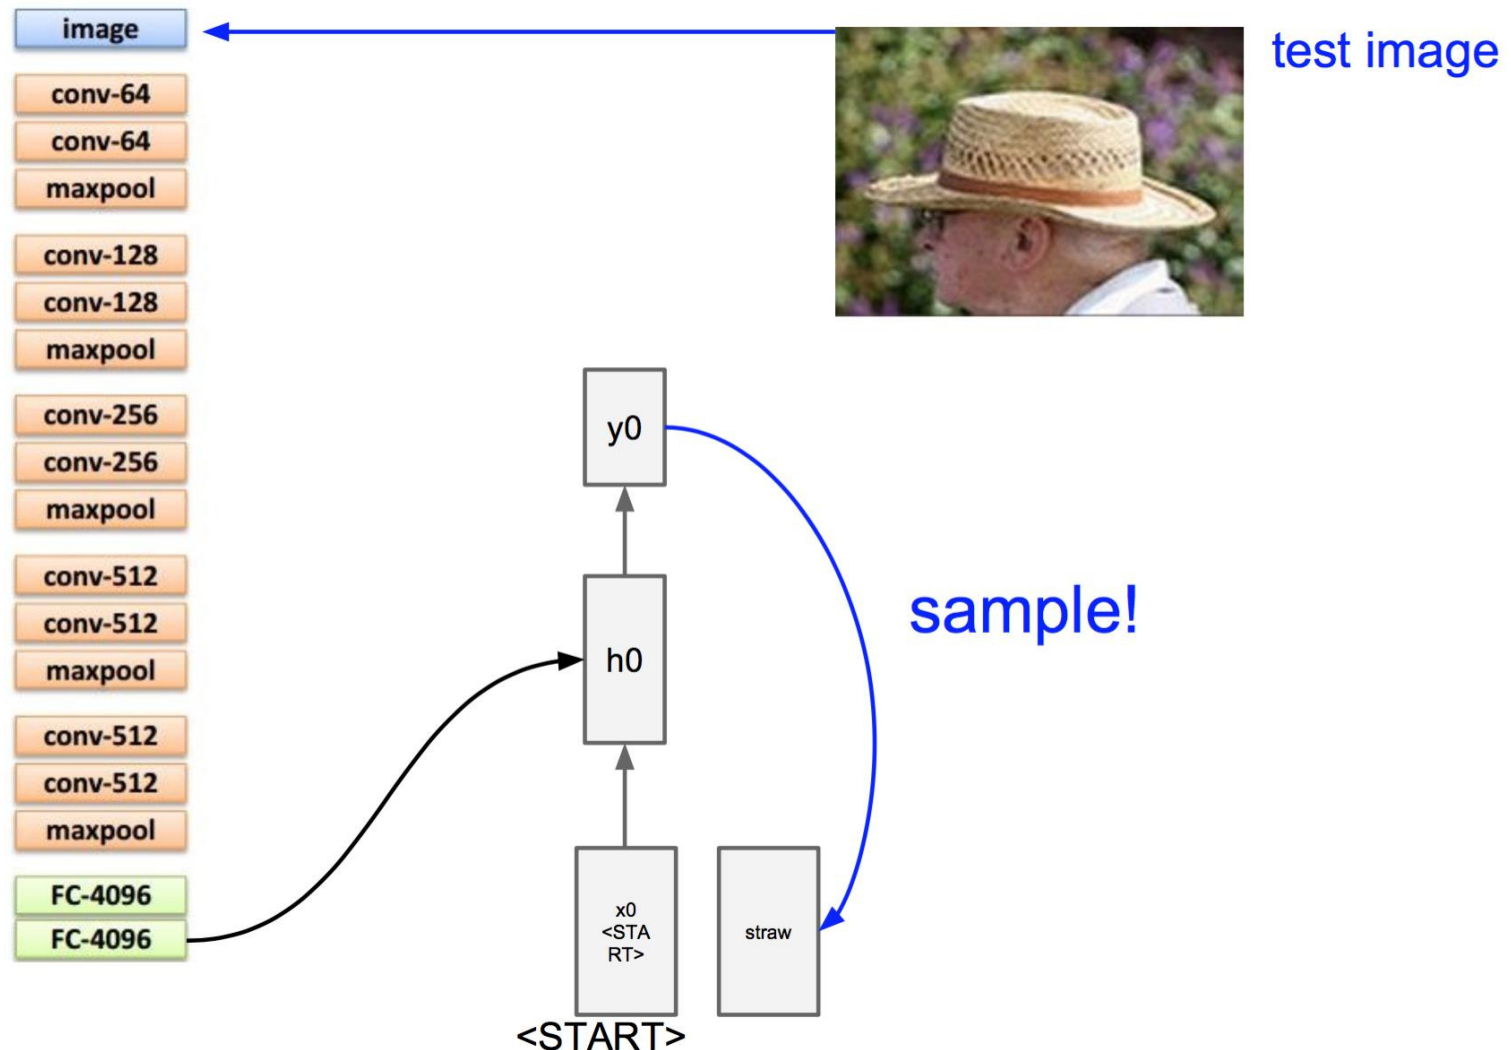 image
conv-64
conv-64
maxpool
conv-128
conv-128
maxpool
conv-256
conv-256
maxpool
conv-512
conv-512
maxpool
conv-512
conv-512
maxpool
FC-4096
FC-4096
test image
y0
sample!
h0
x0
<STA
RT>
straw
<START>